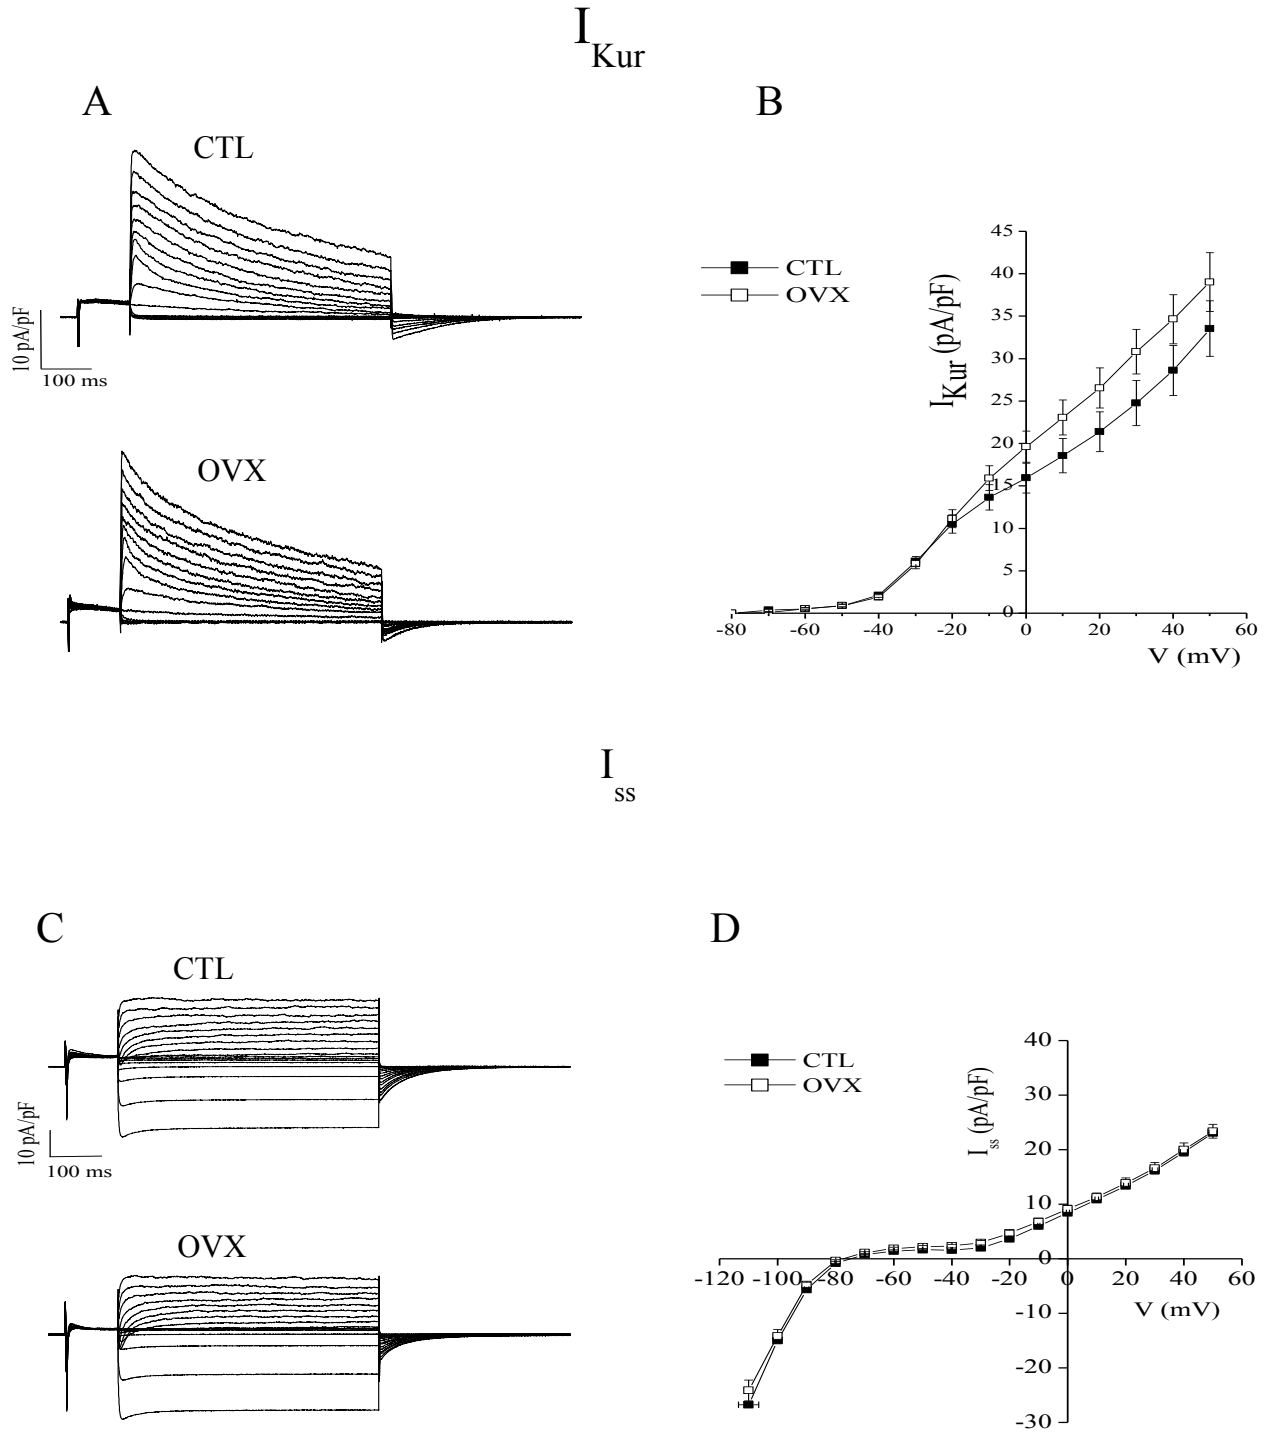 I Kur
A
B
CTL
10 pA/pF
100 ms
OVX
CTL
OVX
I Kur (pA/pF)
45
40
35
30
25
20
15
10
5
0
-80 -60 -40 -20 0 20 40 60
V (mV)
I ss
C
D
CTL
10 pA/pF
100 ms
OVX
CTL
OVX
I ss (pA/pF)
40
30
20
10
0
-10
-20
-30
-120 -100 -80 -60 -40 -20 0 20 40 60
V (mV)